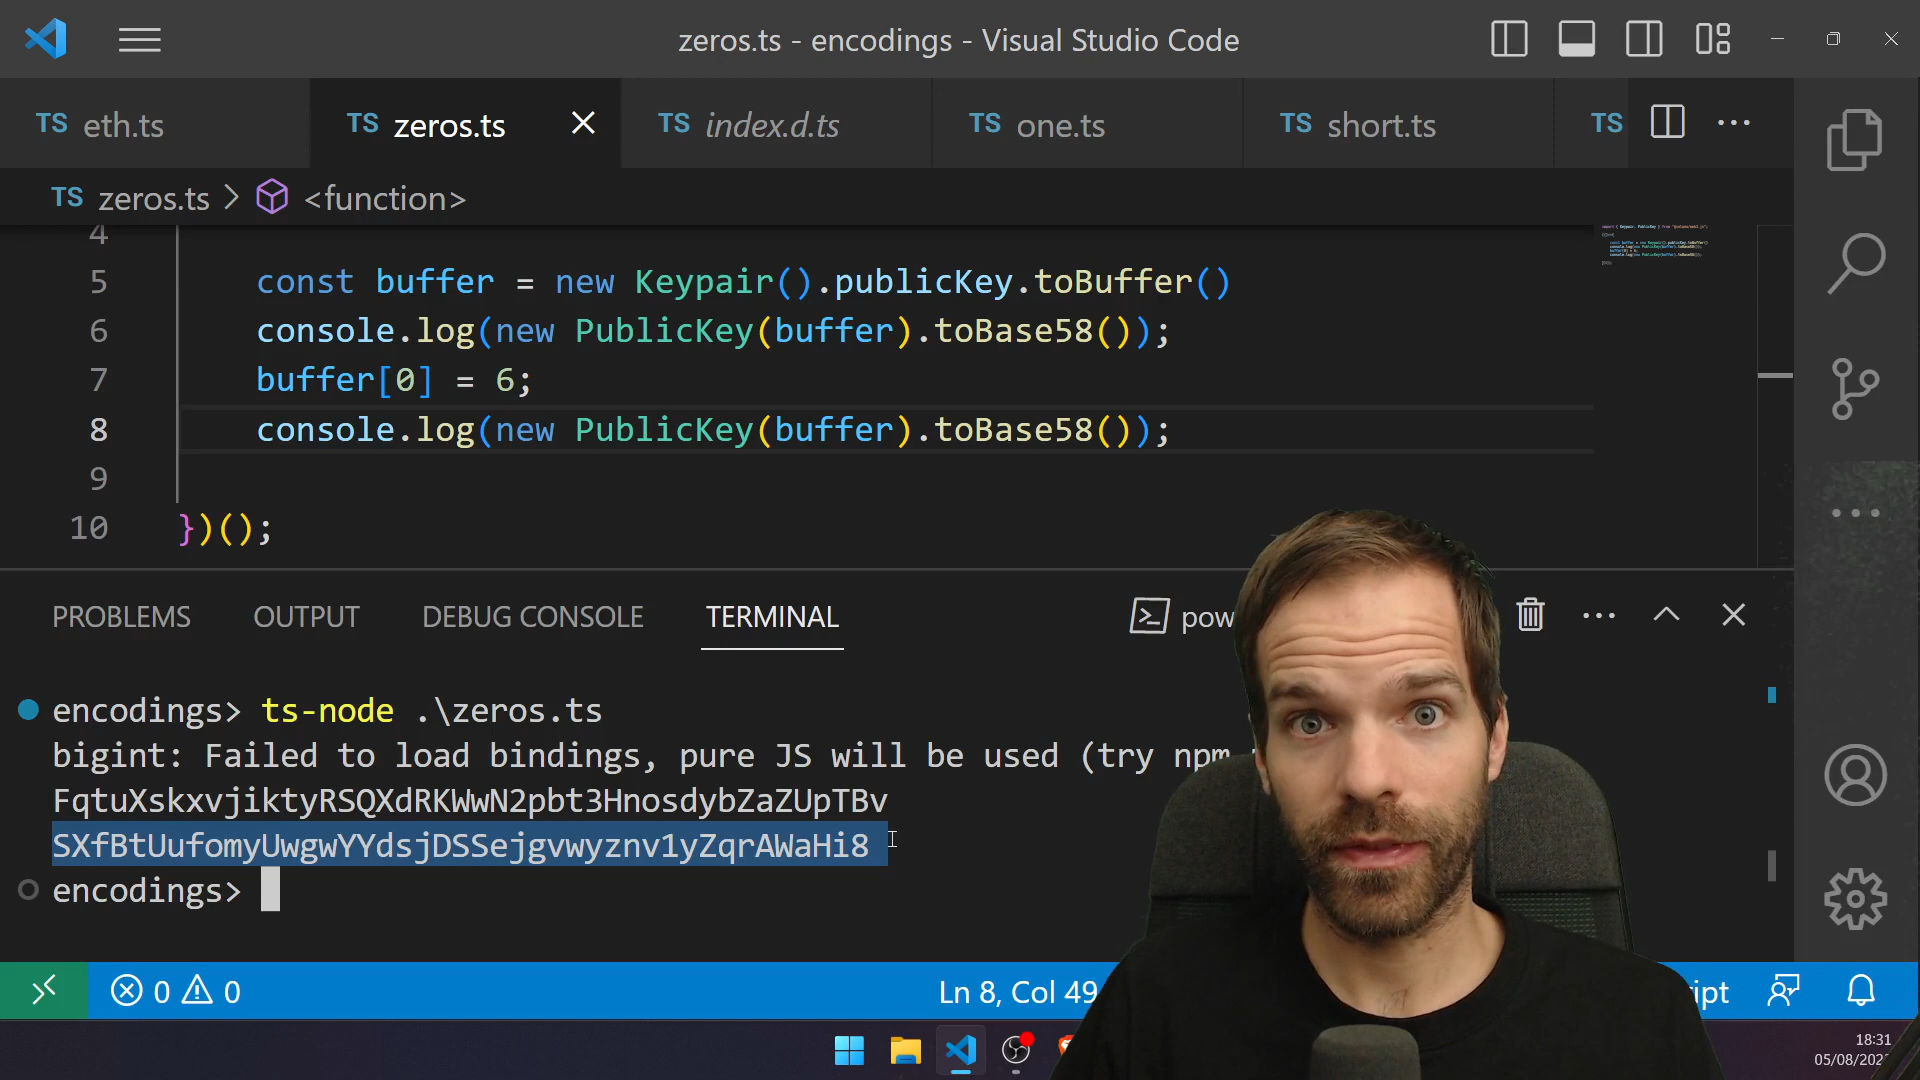 zeros.ts - encodings - Visual Studio Code
TS eth.ts
TS zeros.ts
TS index.d.ts
TS one.ts
TS short.ts
TS
TS zeros.ts > <function>
4
5 const buffer = new Keypair().publicKey.toBuffer()
6 console.log(new PublicKey(buffer).toBase58());
7 buffer[0] = 6;
8 console.log(new PublicKey(buffer).toBase58());
9
10 })();
PROBLEMS OUTPUT DEBUG CONSOLE TERMINAL
encodings> ts-node .\zeros.ts
bigint: Failed to load bindings, pure JS will be used (try npm
FqtuXskxvjiktyRSQXdRKWwN2pbt3HnosdybZaZUpTBv
SXfBtUufomyUwgwYYdsjDSSejgvwyznv1yZqrAWaHi8
encodings>
0 0 Ln 8, Col 49
18:31